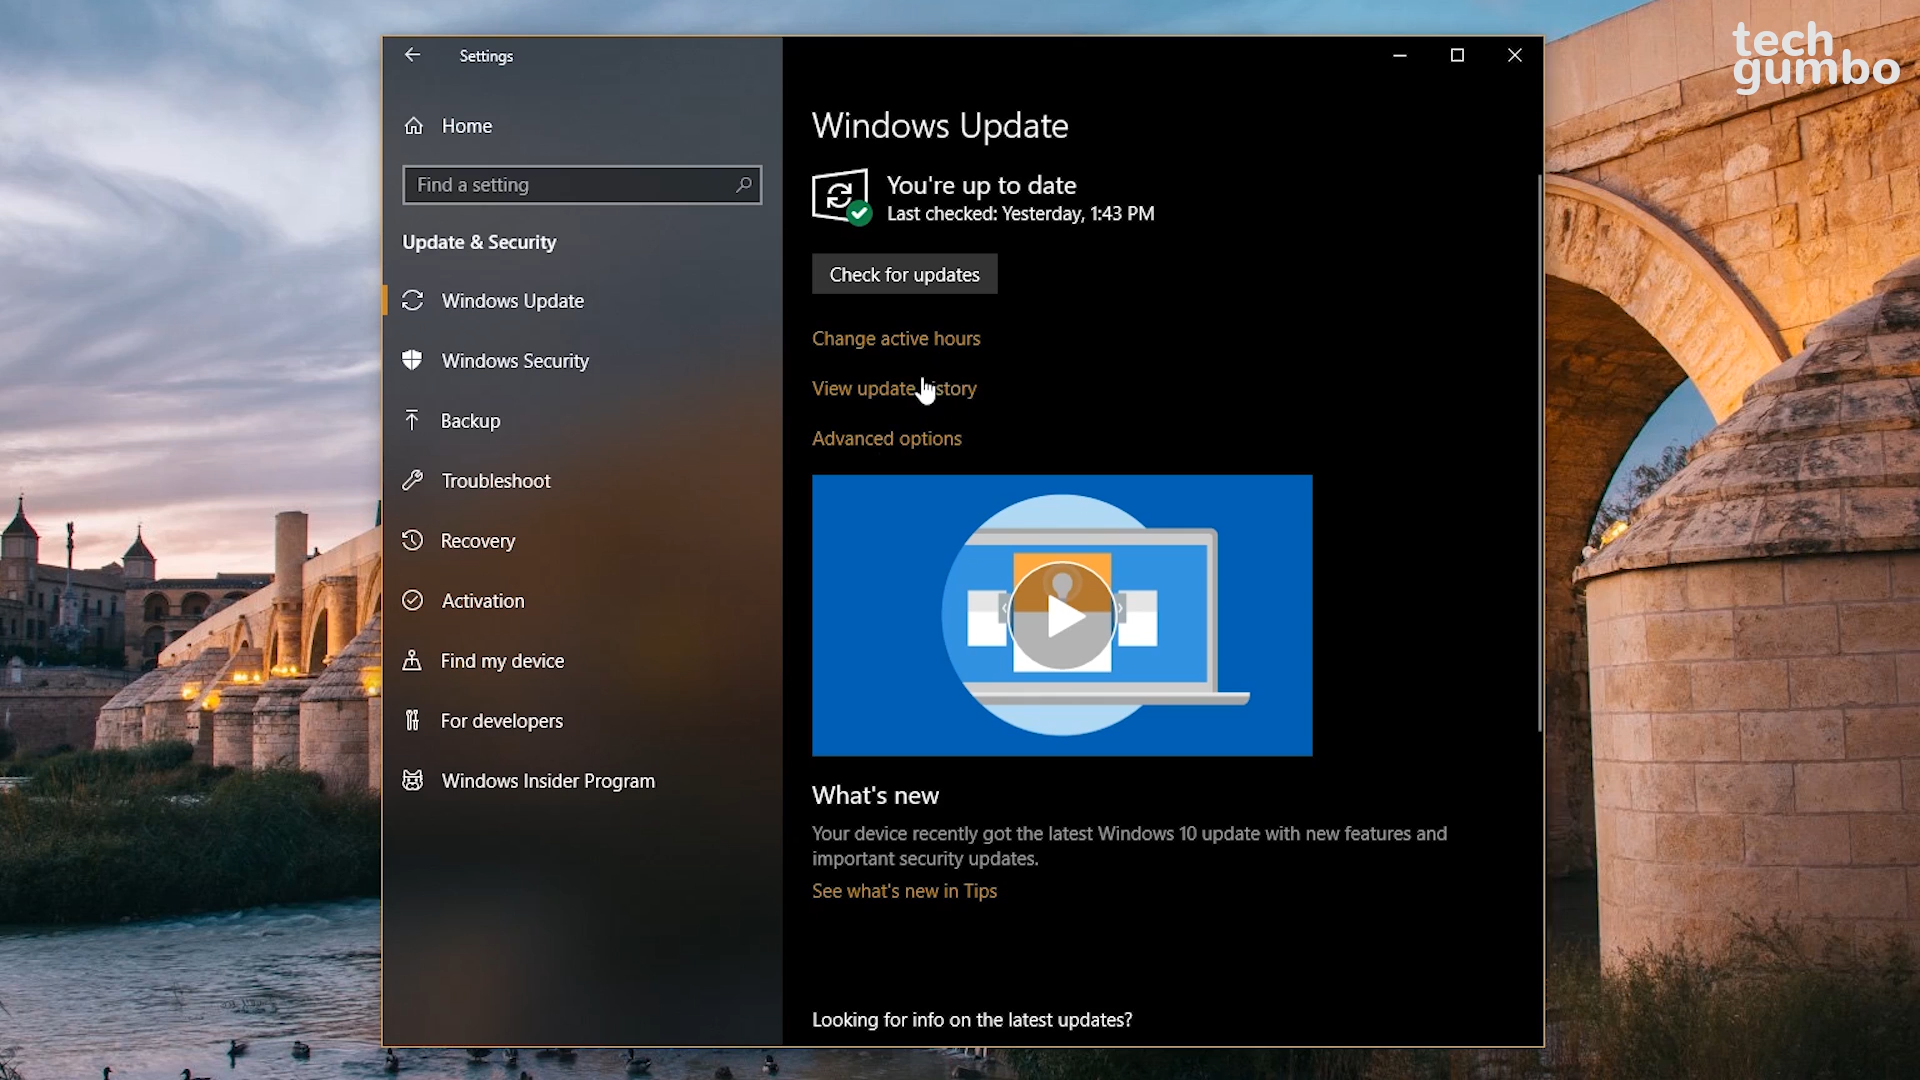 tech
gumbo
Settings
Home
Find a setting
Update & Security
Windows Update
Windows Security
Backup
Troubleshoot
Recovery
Activation
Find my device
For developers
Windows Insider Program
Windows Update
You're up to date
Last checked: Yesterday, 1:43 PM
Check for updates
Change active hours
View update history
Advanced options
What's new
Your device recently got the latest Windows 10 update with new features and
important security updates.
See what's new in Tips
Looking for info on the latest updates?